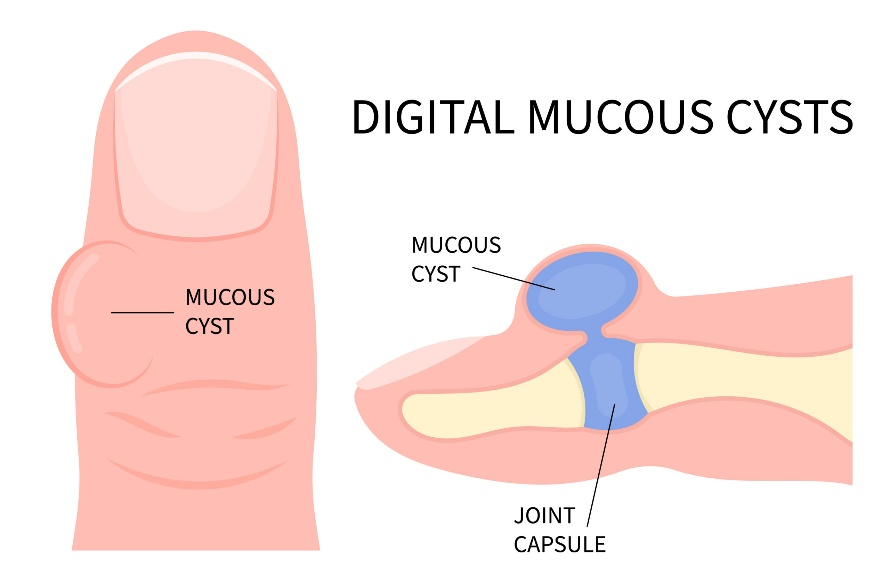 DIGITAL MUCOUS CYSTS
MUCOUS
CYST
MUCOUS
CYST
JOINT
CAPSULE